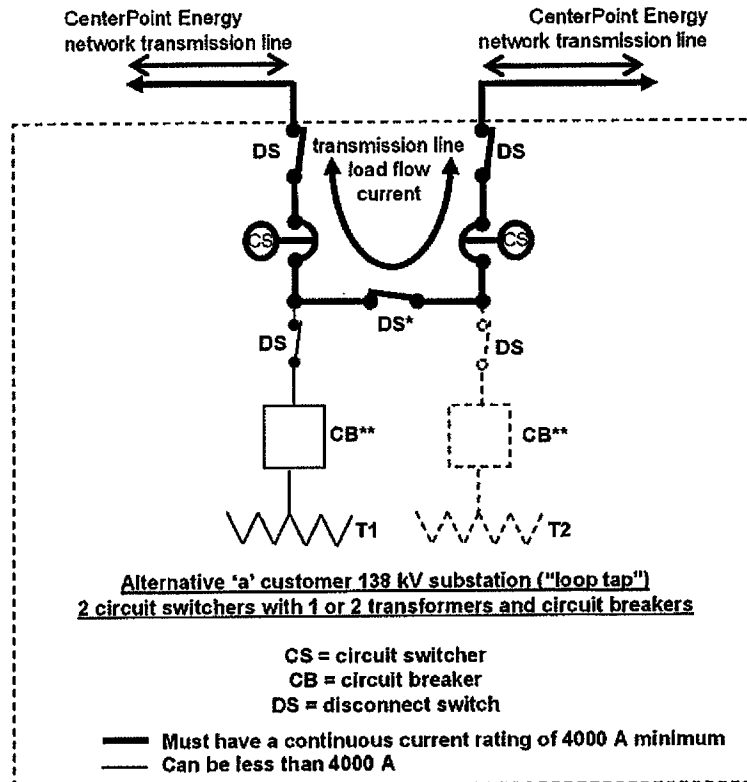 CenterPoint Energy
network transmission line
CenterPoint Energy
network transmission line
DS
transmission line
load flow
current
DS
CS
CS
DS*
DS
DS
CB**
CB**
T1
T2
Alternative 'a' customer 138 kV substation ("loop tap")
2 circuit switchers with 1 or 2 transformers and circuit breakers
CS = circuit switcher
CB = circuit breaker
DS = disconnect switch
Must have a continuous current rating of 4000 A minimum
Can be less than 4000 A